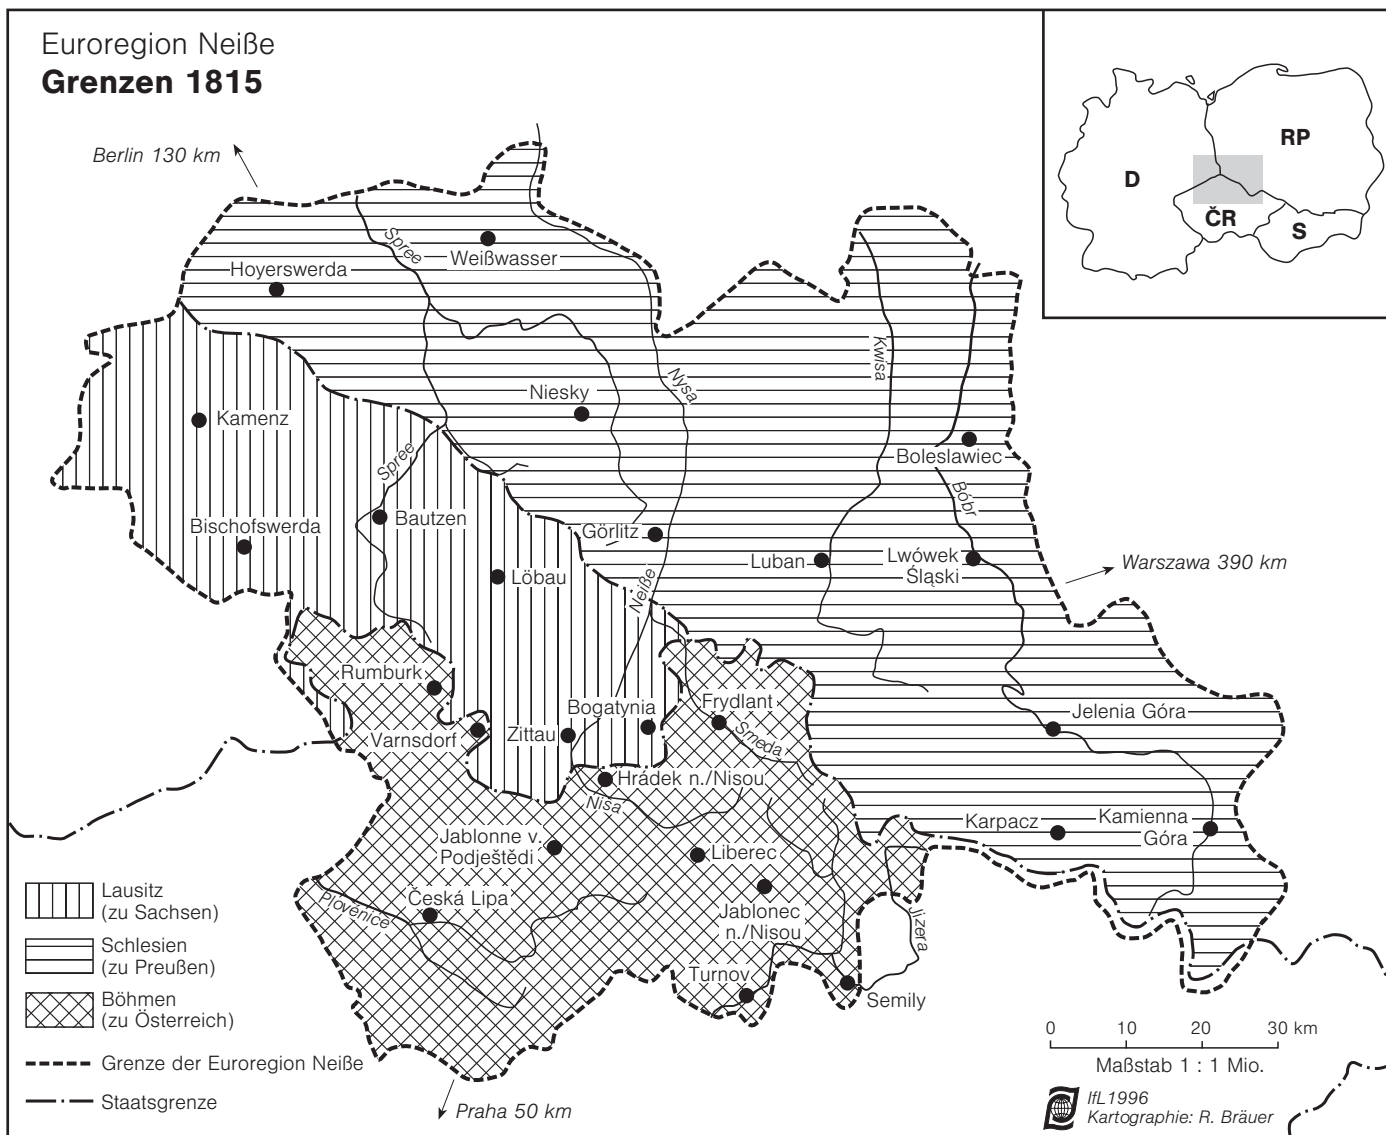 Euroregion Neiße
Grenzen 1815
Berlin 130 km
D
RP
ČR
S
Spree
Weißwasser
Hoyerswerda
Kwisa
Nysa
Niesky
Kamenz
Boleslawiec
Spree
Bóbr
Bautzen
Bischofswerda
Görlitz
Luban
Lwówek
Śląski
Warszawa 390 km
Löbau
Neiße
Rumburk
Frydlant
Bogatynia
Jelenia Góra
Varnsdorf
Zittau
Smeda
Hrádek n./Nisou
Nisa
Karpacz
Kamienna
Góra
Jablonne v.
Podještědi
Liberec
Lausitz
(zu Sachsen)
Plovénice
Česká Lipa
Jablonec
n./Nisou
Jizera
Schlesien
(zu Preußen)
Turnov
Semily
Böhmen
(zu Österreich)
0 10 20 30 km
Maßstab 1 : 1 Mio.
Grenze der Euroregion Neiße
Staatsgrenze
Praha 50 km
IfL1996
Kartographie: R. Bräuer